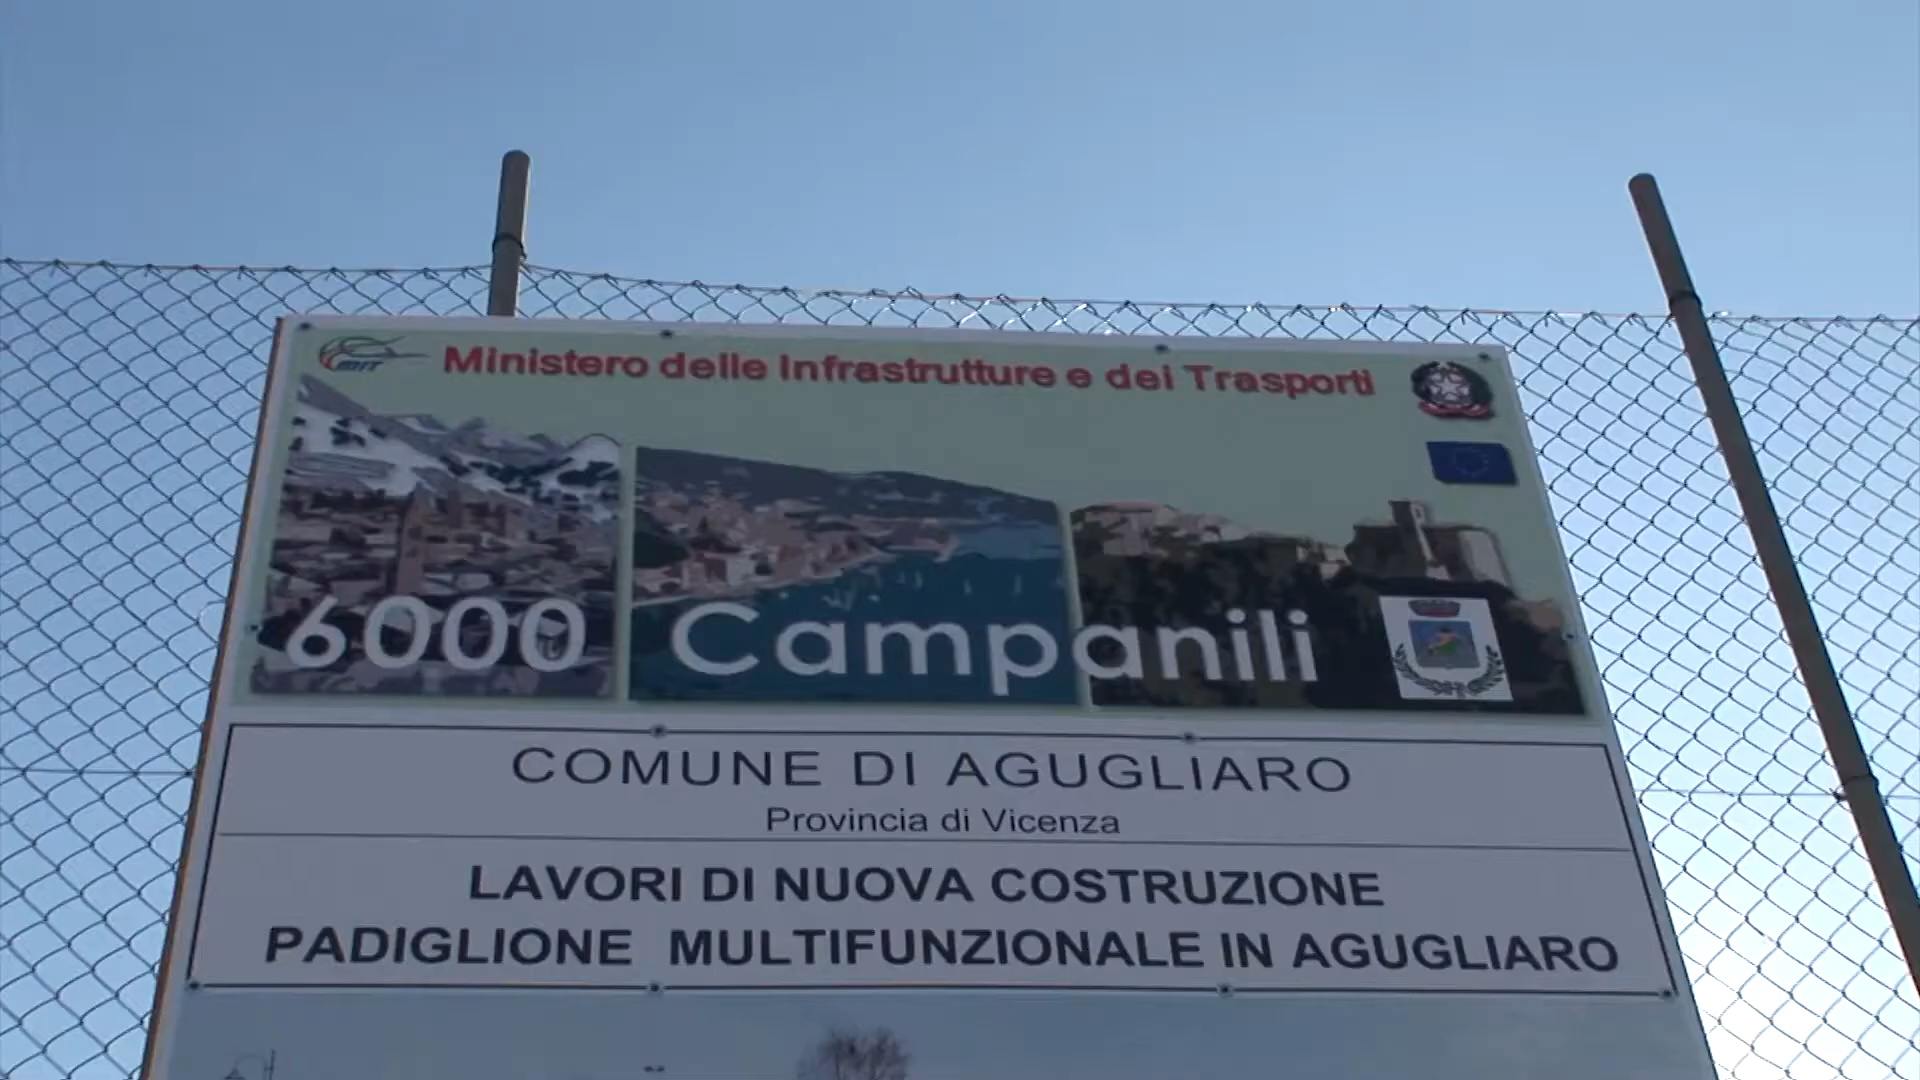 MIT
Ministero delle Infrastrutture e dei Trasporti
6000 Campanili
COMUNE DI AGUGLIARO
Provincia di Vicenza
LAVORI DI NUOVA COSTRUZIONE
PADIGLIONE MULTIFUNZIONALE IN AGUGLIARO